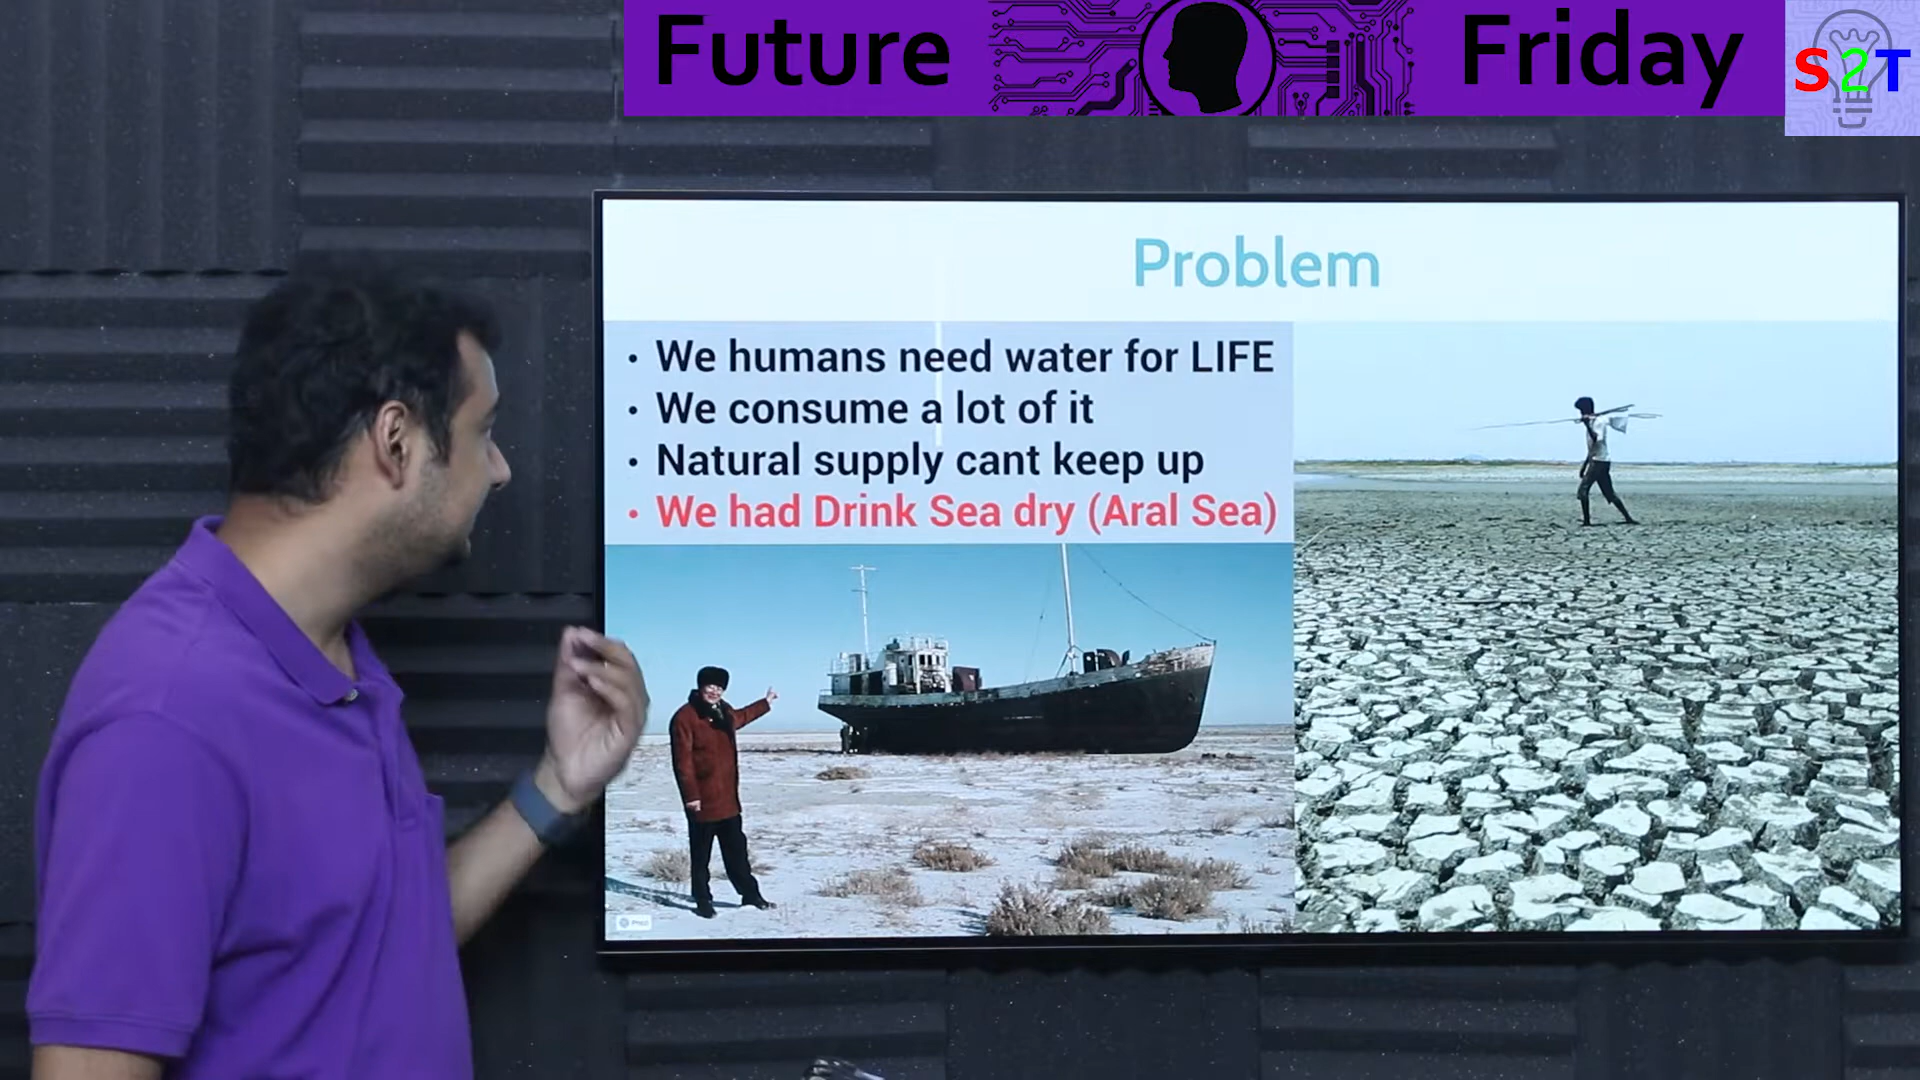 Future Friday
S2T
Problem
• We humans need water for LIFE
• We consume a lot of it
• Natural supply cant keep up
• We had Drink Sea dry (Aral Sea)
Prezi